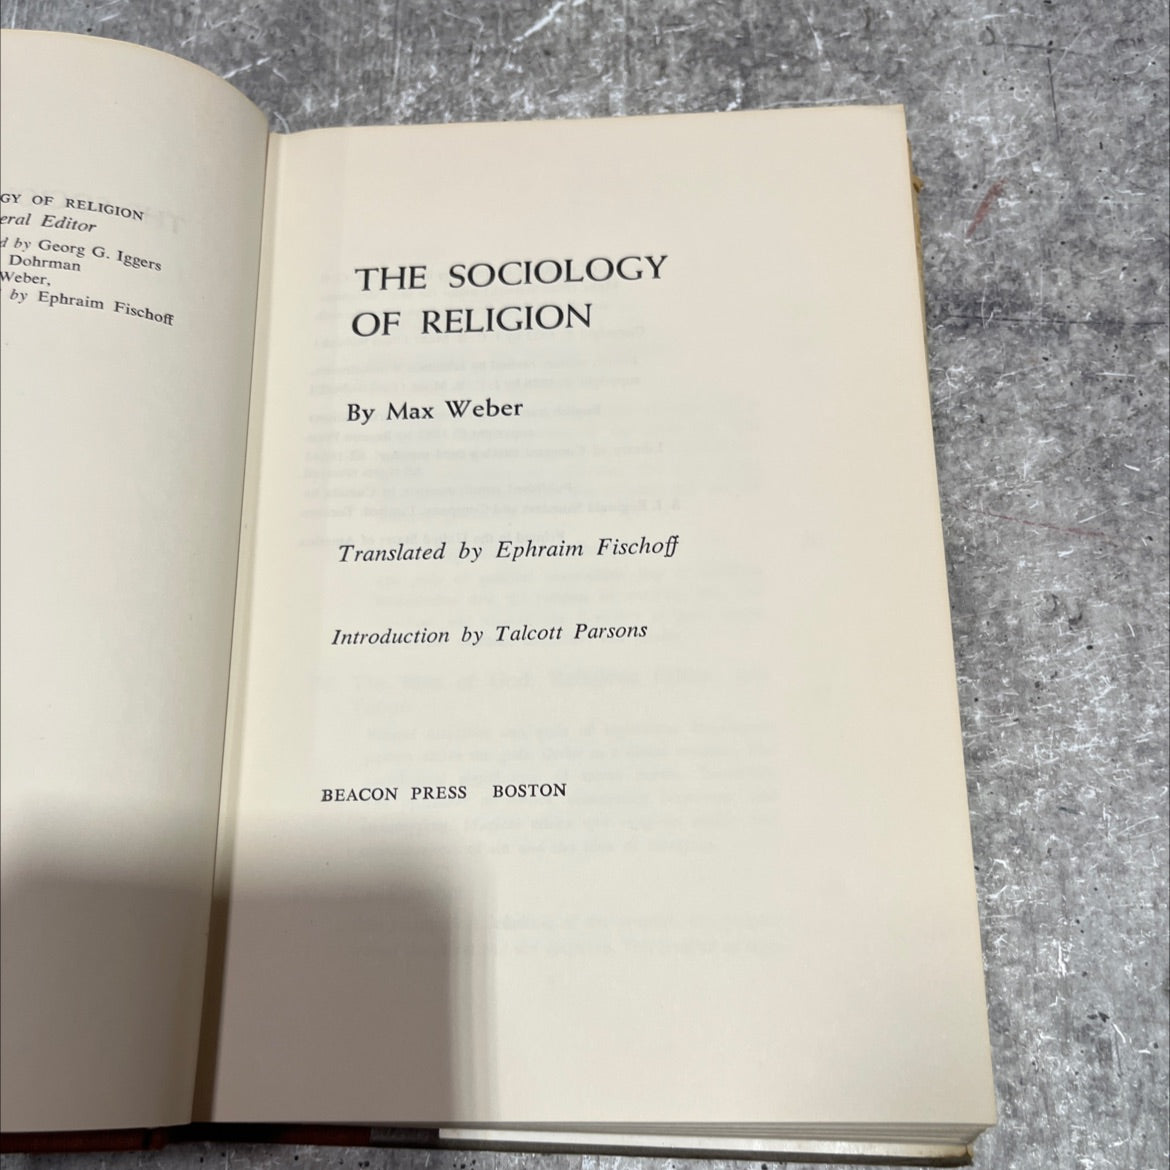 GY OF RELIGION
eral Editor
d by Georg G. Iggers
Dohrman
Weber,
by Ephraim Fischoff
THE SOCIOLOGY
OF RELIGION
By Max Weber
Translated by Ephraim Fischoff
Introduction by Talcott Parsons
BEACON PRESS BOSTON